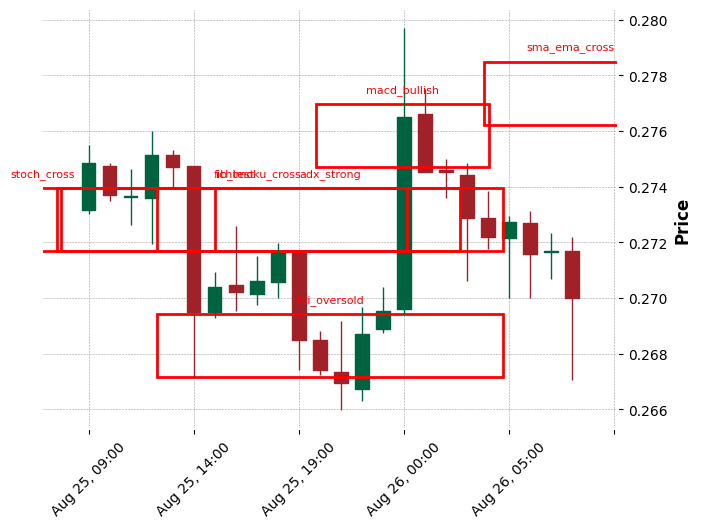 0.280
sma_ema_cross
0.278
macd_bullish
0.276
stoch_cross
adx_strong
0.274
Price
0.272
0.270
0.268
0.266
Aug 25, 09:00
Aug 25, 14:00
Aug 25, 19:00
Aug 26, 00:00
Aug 26, 05:00